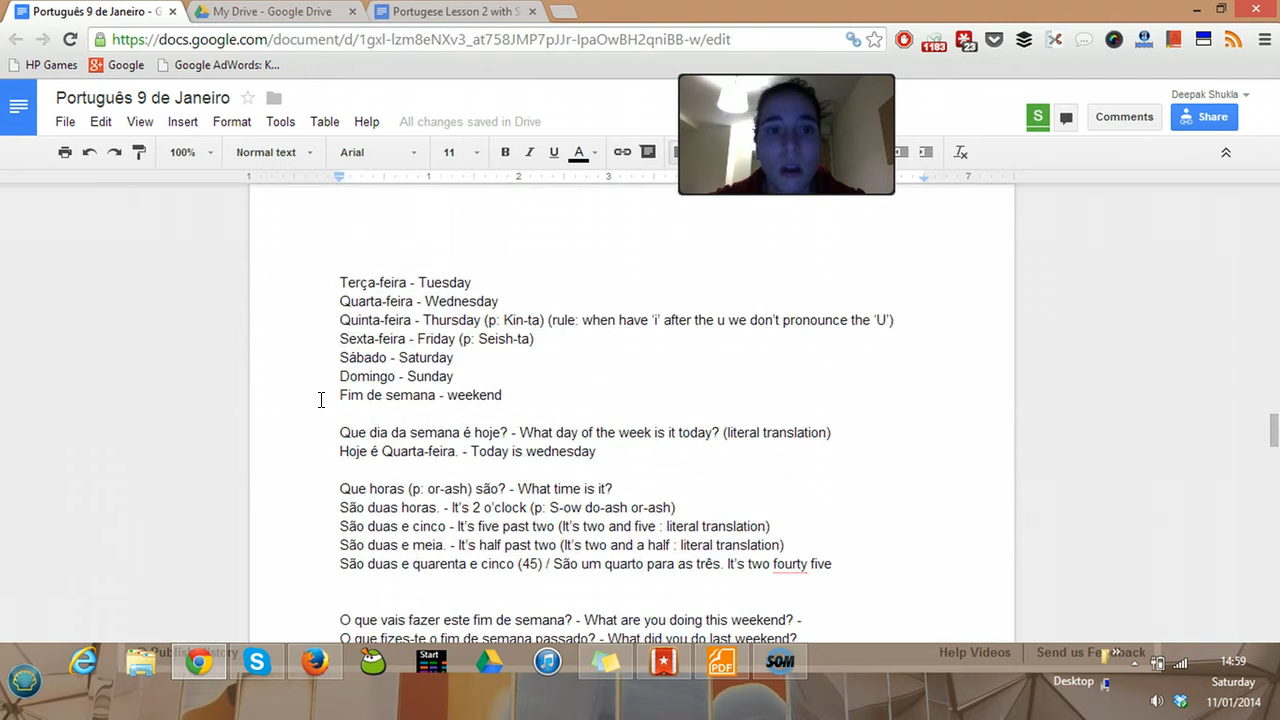 Português 9 de Janeiro - G
My Drive - Google Drive
Portugese Lesson 2 with S
https://docs.google.com/document/d/1gxl-lzm8eNXv3_at758JMP7pJJr-IpaOwBH2qniBB-w/edit
1183
23
HP Games
Google
Google AdWords: K...
Português 9 de Janeiro
Deepak Shukla
File Edit View Insert Format Tools Table Help All changes saved in Drive
S
Comments
Share
100% Normal text Arial 11 B I U A
1 1 2 3 7
Terça-feira - Tuesday
Quarta-feira - Wednesday
Quinta-feira - Thursday (p: Kin-ta) (rule: when have ‘i’ after the u we don’t pronounce the ‘U’)
Sexta-feira - Friday (p: Seish-ta)
Sábado - Saturday
Domingo - Sunday
Fim de semana - weekend
Que dia da semana é hoje? - What day of the week is it today? (literal translation)
Hoje é Quarta-feira. - Today is wednesday
Que horas (p: or-ash) são? - What time is it?
São duas horas. - It’s 2 o’clock (p: S-ow do-ash or-ash)
São duas e cinco - It’s five past two (It’s two and five : literal translation)
São duas e meia. - It’s half past two (It’s two and a half : literal translation)
São duas e quarenta e cinco (45) / São um quarto para as três. It’s two fourty five
O que vais fazer este fim de semana? - What are you doing this weekend? -
O que fizes-te o fim de semana passado? - What did you do last weekend?
Help Videos
Send us Feedback
Start
PDF
SOM
Desktop
14:59
Saturday
11/01/2014